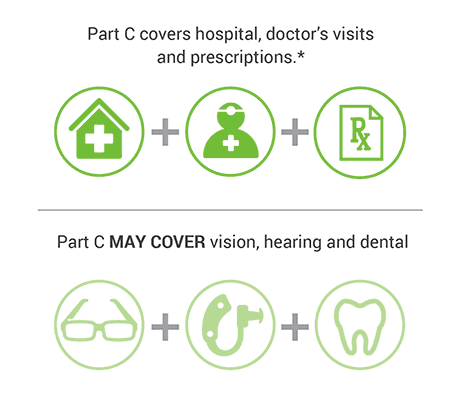 Part C covers hospital, doctor’s visits
and prescriptions.*
Rx
Part C MAY COVER vision, hearing and dental